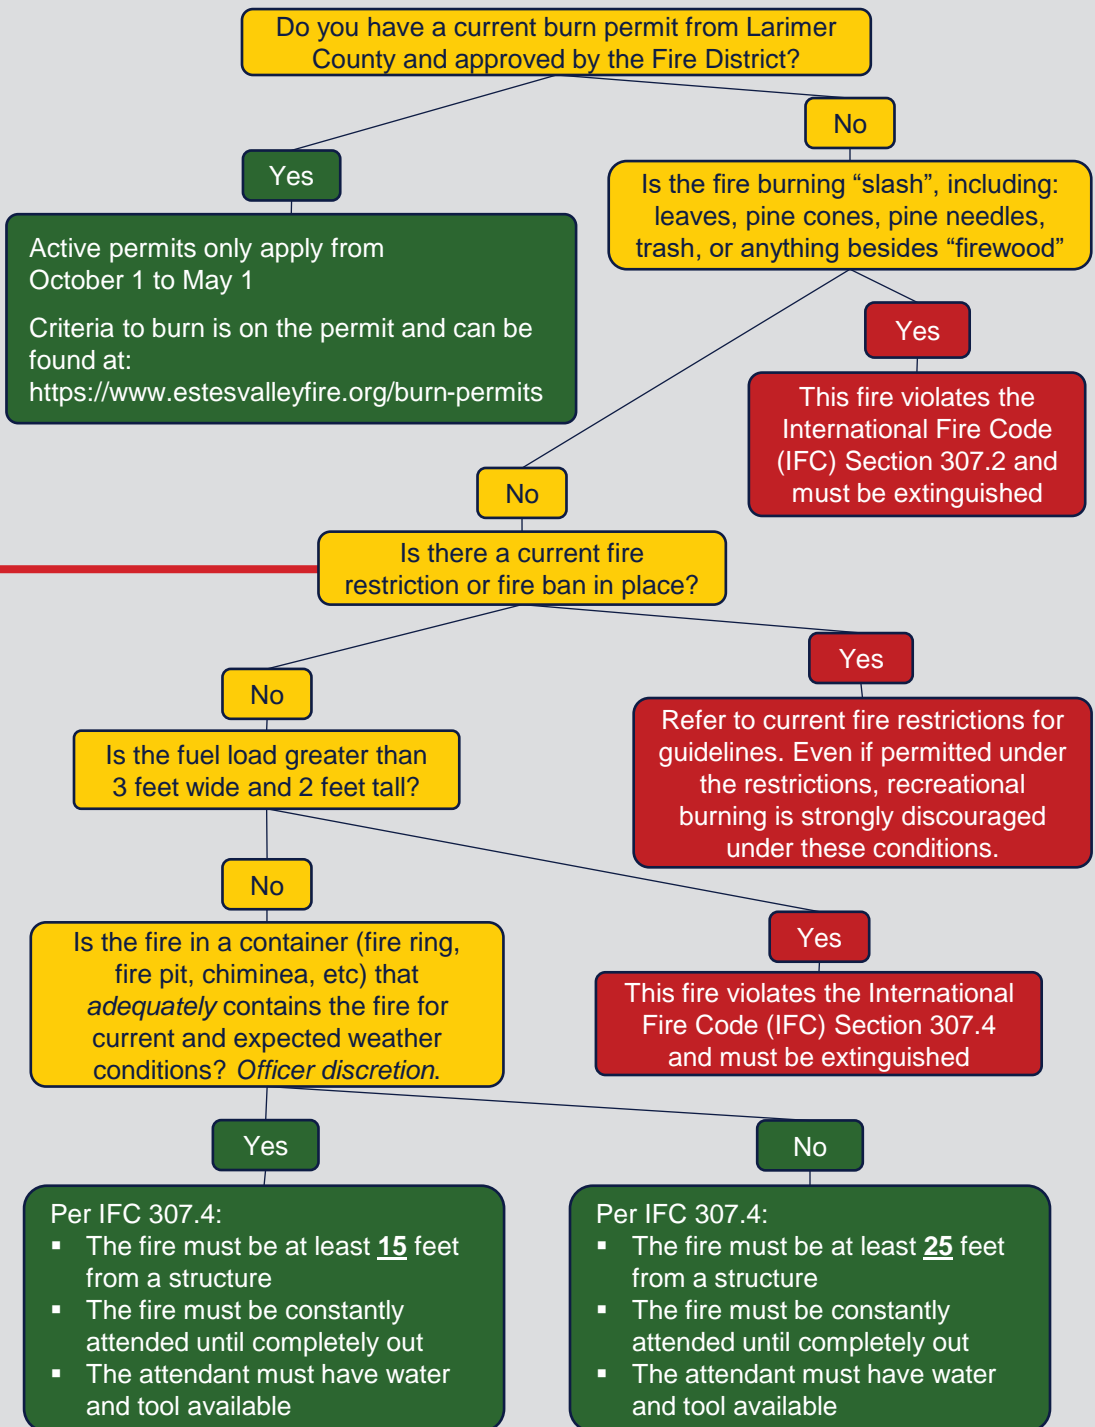 Do you have a current burn permit from Larimer
County and approved by the Fire District?
No
Yes
Is the fire burning “slash”, including:
leaves, pine cones, pine needles,
trash, or anything besides “firewood”
Active permits only apply from
October 1 to May 1
Criteria to burn is on the permit and can be
found at:
https://www.estesvalleyfire.org/burn-permits
Yes
This fire violates the
International Fire Code
(IFC) Section 307.2 and
must be extinguished
No
Is there a current fire
restriction or fire ban in place?
Yes
No
Refer to current fire restrictions for
guidelines. Even if permitted under
the restrictions, recreational
burning is strongly discouraged
under these conditions.
Is the fuel load greater than
3 feet wide and 2 feet tall?
No
Yes
Is the fire in a container (fire ring,
fire pit, chiminea, etc) that
adequately contains the fire for
current and expected weather
conditions? Officer discretion.
This fire violates the International
Fire Code (IFC) Section 307.4
and must be extinguished
Yes
No
Per IFC 307.4:
▪ The fire must be at least 15 feet
from a structure
▪ The fire must be constantly
attended until completely out
▪ The attendant must have water
and tool available
Per IFC 307.4:
▪ The fire must be at least 25 feet
from a structure
▪ The fire must be constantly
attended until completely out
▪ The attendant must have water
and tool available